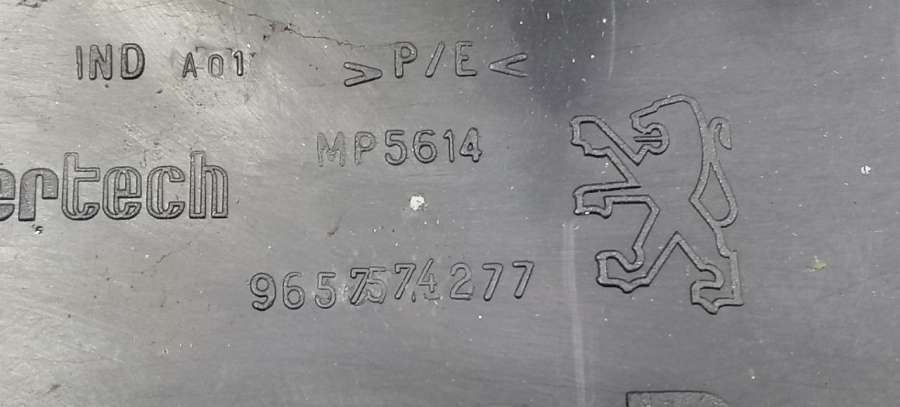 IND A01 >P/E<
MP5614
ertech
9657574277